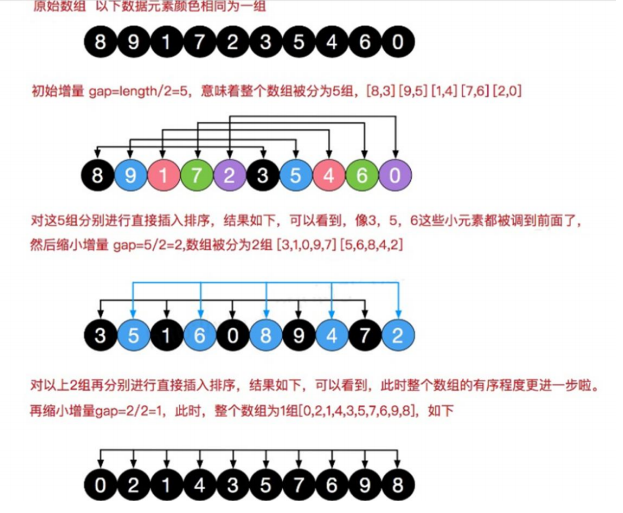 原始数组 以下数据元素颜色相同为一组
8 9 1 7 2 3 5 4 6 0
初始增量 gap=length/2=5，意味着整个数组被分为5组，[8,3] [9,5] [1,4] [7,6] [2,0]
8 9 1 7 2 3 5 4 6 0
对这5组分别进行直接插入排序，结果如下，可以看到，像3，5，6这些小元素都被调到前面了，
然后缩小增量 gap=5/2=2,数组被分为2组 [3,1,0,9,7] [5,6,8,4,2]
3 5 1 6 0 8 9 4 7 2
对以上2组再分别进行直接插入排序，结果如下，可以看到，此时整个数组的有序程度更进一步啦。
再缩小增量gap=2/2=1，此时，整个数组为1组[0,2,1,4,3,5,7,6,9,8]，如下
0 2 1 4 3 5 7 6 9 8